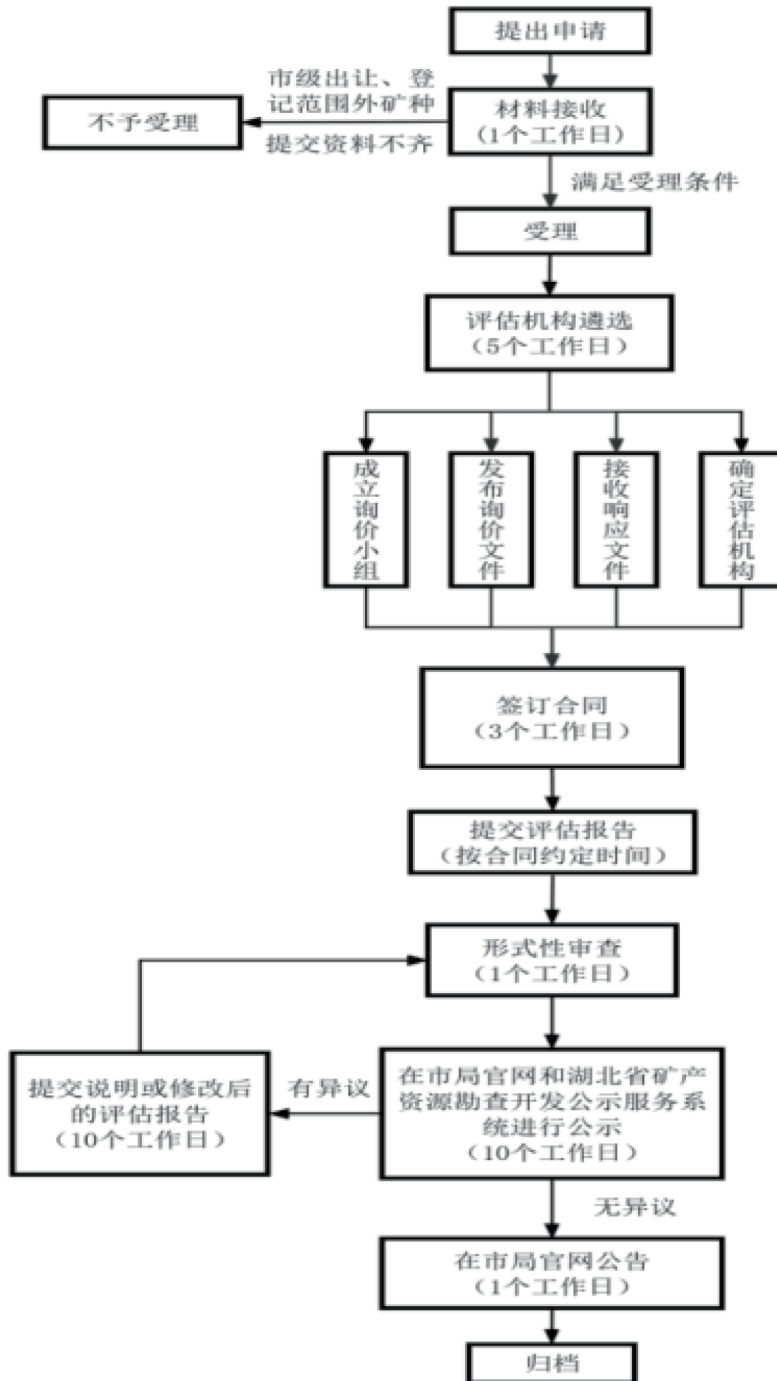 提出申请
市级出让、登
记范围外矿种
提交资料不齐
不予受理
材料接收
(1个工作日)
满足受理条件
受理
评估机构遴选
(5个工作日)
成立询价小组
发布询价文件
接收响应文件
确定评估机构
签订合同
(3个工作日)
提交评估报告
(按合同约定时间)
形式性审查
(1个工作日)
提交说明或修改后
的评估报告
(10个工作日)
有异议
在市局官网和湖北省矿产
资源勘查开发公示服务系
统进行公示
(10个工作日)
无异议
在市局官网公告
(1个工作日)
归档